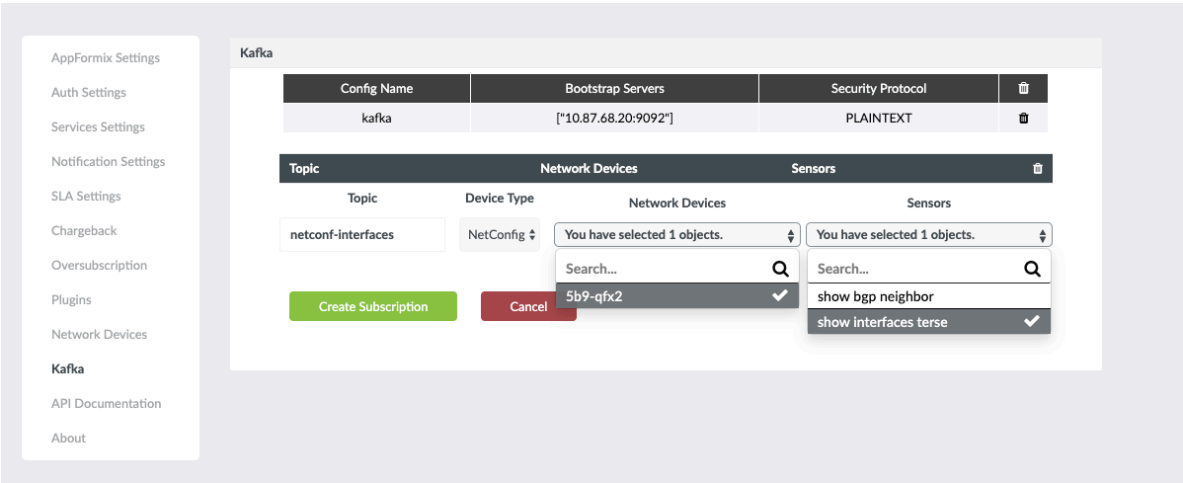 AppFormix Settings
Auth Settings
Services Settings
Notification Settings
SLA Settings
Chargeback
Oversubscription
Plugins
Network Devices
Kafka
API Documentation
About
Kafka
Config Name Bootstrap Servers Security Protocol
kafka ["10.87.68.20:9092"] PLAINTEXT
Topic Network Devices Sensors
Topic Device Type Network Devices Sensors
netconf-interfaces NetConfig You have selected 1 objects. You have selected 1 objects.
Search... Search...
5b9-qfx2 show bgp neighbor
Create Subscription Cancel show interfaces terse